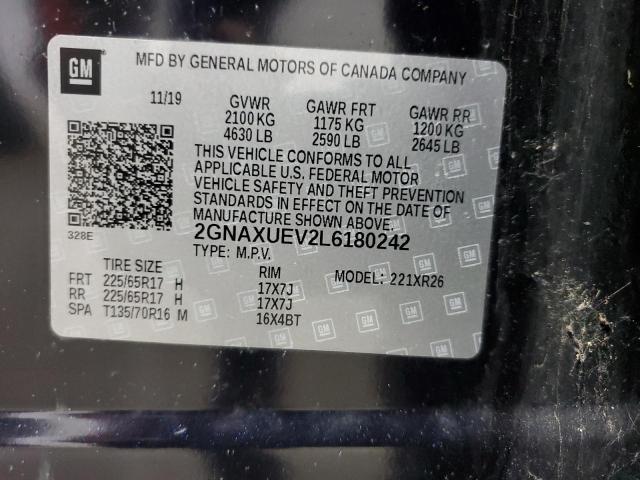 GM
MFD BY GENERAL MOTORS OF CANADA COMPANY
11/19 GVWR GAWR FRT GAWR RR
2100 KG 1175 KG 1200 KG
4630 LB 2590 LB 2645 LB
THIS VEHICLE CONFORMS TO ALL
APPLICABLE U.S. FEDERAL MOTOR
VEHICLE SAFETY AND THEFT PREVENTION
STANDARDS IN EFFECT ON THE DATE OF
MANUFACTURE SHOWN ABOVE.
328E 2GNAXUEV2L6180242
TYPE: M.P.V. MODEL: 221XR26
TIRE SIZE RIM
FRT 225/65R17 H 17X7J
RR 225/65R17 H 17X7J
SPA T135/70R16 M 16X4BT